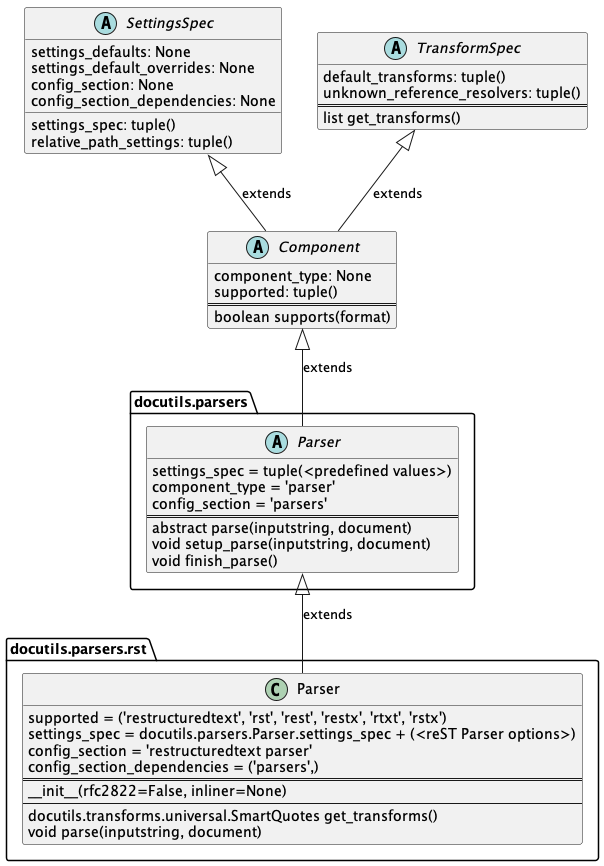 A SettingsSpec
settings_defaults: None
settings_default_overrides: None
config_section: None
config_section_dependencies: None
settings_spec: tuple()
relative_path_settings: tuple()
A TransformSpec
default_transforms: tuple()
unknown_reference_resolvers: tuple()
list get_transforms()
extends
extends
A Component
component_type: None
supported: tuple()
boolean supports(format)
extends
docutils.parsers
A Parser
settings_spec = tuple(<predefined values>)
component_type = 'parser'
config_section = 'parsers'
abstract parse(inputstring, document)
void setup_parse(inputstring, document)
void finish_parse()
extends
docutils.parsers.rst
C Parser
supported = ('restructuredtext', 'rst', 'rest', 'restx', 'rtxt', 'rstx')
settings_spec = docutils.parsers.Parser.settings_spec + (<reST Parser options>)
config_section = 'restructuredtext parser'
config_section_dependencies = ('parsers',)
__init__(rfc2822=False, inliner=None)
docutils.transforms.universal.SmartQuotes get_transforms()
void parse(inputstring, document)